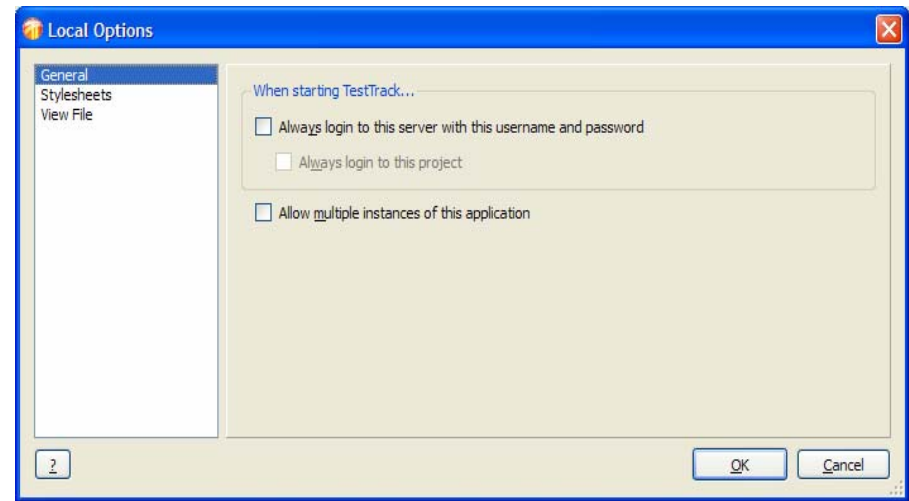 Local Options
General
Stylesheets
View File
When starting TestTrack...
Always login to this server with this username and password
Always login to this project
Allow multiple instances of this application
?
OK
Cancel